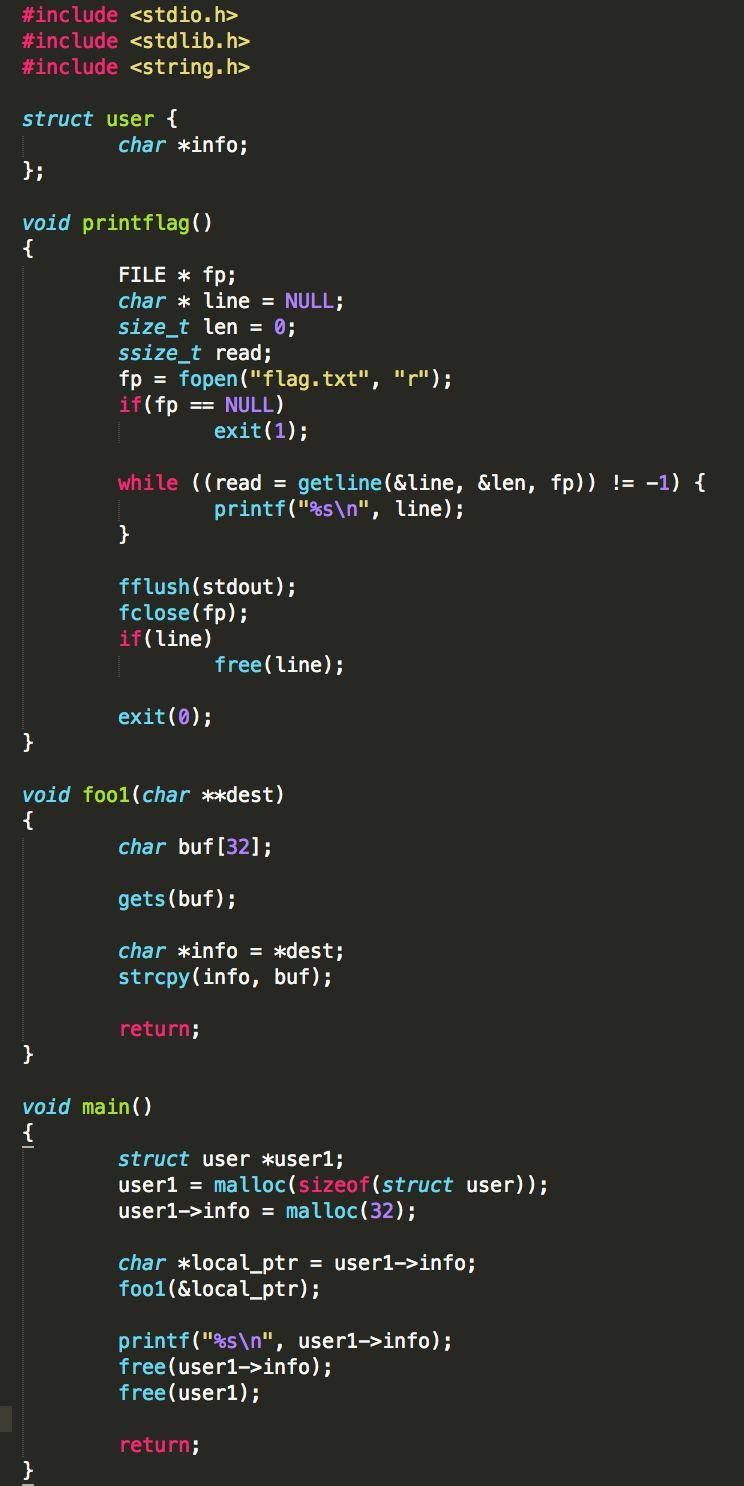 #include <stdio.h>
#include <stdlib.h>
#include <string.h>
struct user {
char *info;
};
void printflag()
{
FILE * fp;
char * line = NULL;
size_t len = 0;
ssize_t read;
fp = fopen("flag.txt", "r");
if(fp == NULL)
exit(1);
while ((read = getline(&line, &len, fp)) != -1) {
printf("%s\n", line);
}
fflush(stdout);
fclose(fp);
if(line)
free(line);
exit(0);
}
void foo1(char **dest)
{
char buf[32];
gets(buf);
char *info = *dest;
strcpy(info, buf);
return;
}
void main()
{
struct user *user1;
user1 = malloc(sizeof(struct user));
user1->info = malloc(32);
char *local_ptr = user1->info;
foo1(&local_ptr);
printf("%s\n", user1->info);
free(user1->info);
free(user1);
return;
}